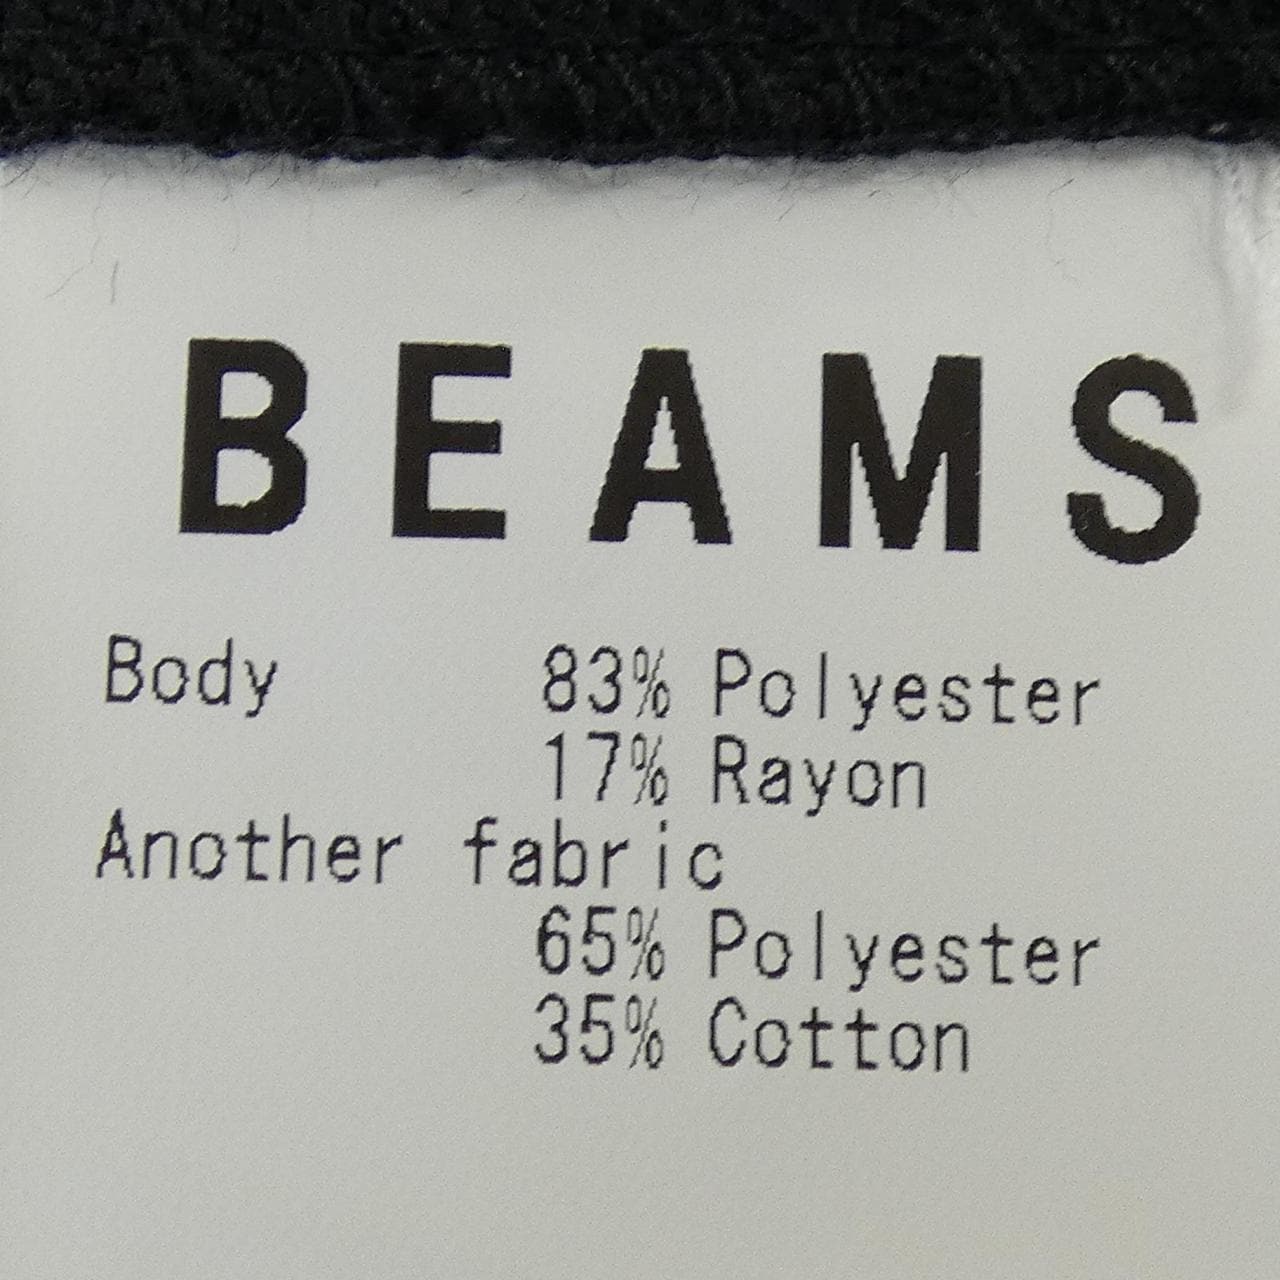 BEAMS
Body 83% Polyester
17% Rayon
Another fabric
65% Polyester
35% Cotton